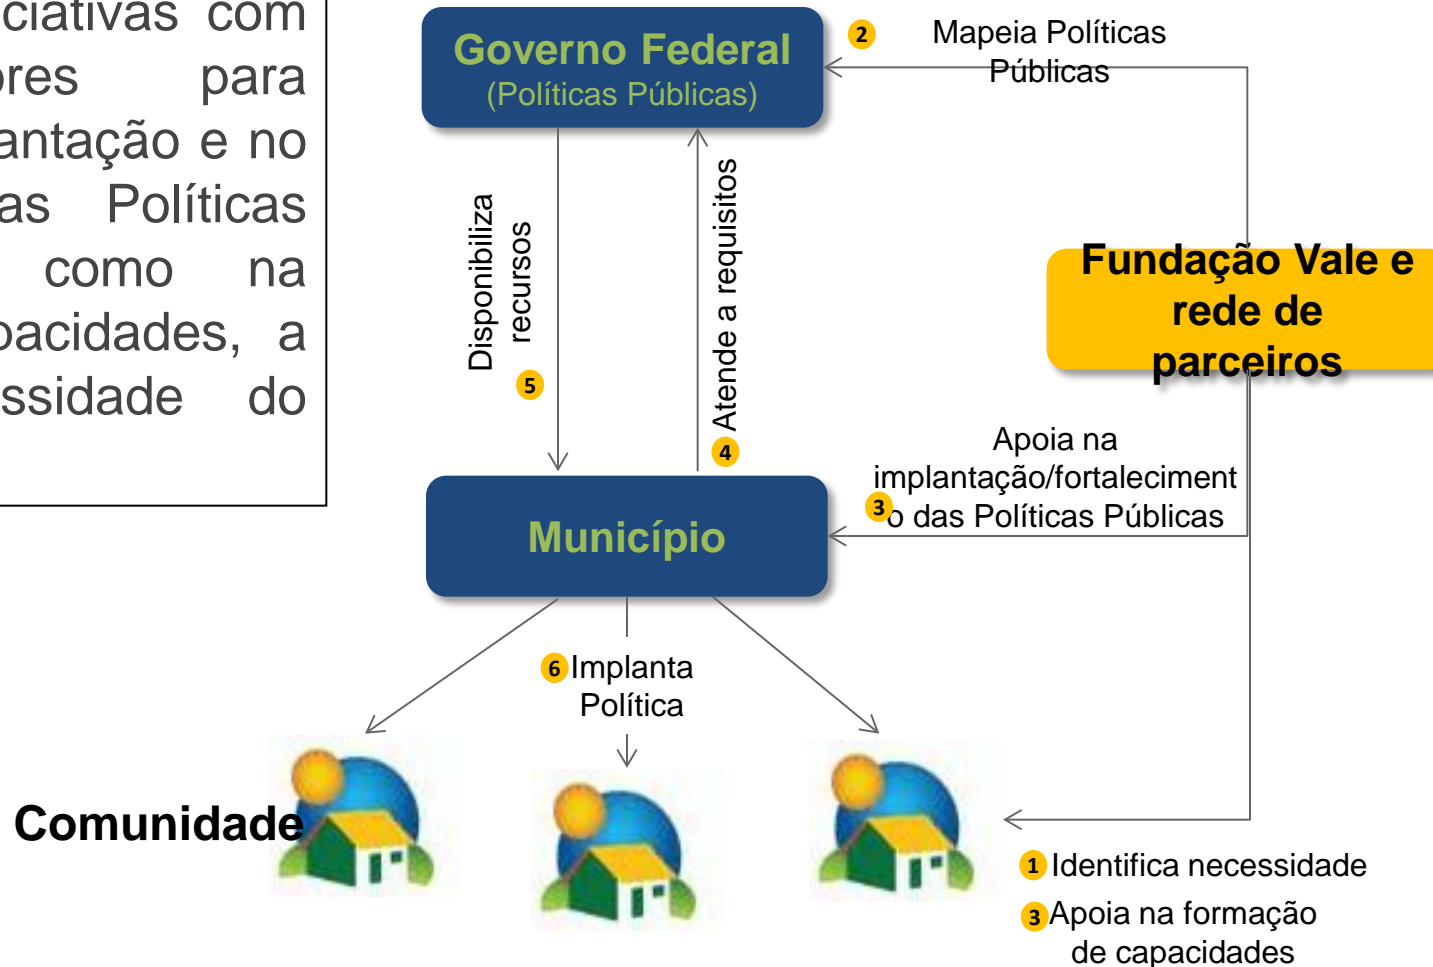 ciativas com
ores para
antação e no
as Políticas
como na
pacidades, a
essidade do
Governo Federal
(Políticas Públicas)
2
Mapeia Políticas
Públicas
Disponibiliza
recursos
5
Atende a requisitos
4
Fundação Vale e
rede de
parceiros
Apoia na
implantação/fortaleciment
3
o das Políticas Públicas
Município
6 Implanta
Política
Comunidade
1 Identifica necessidade
3 Apoia na formação
de capacidades